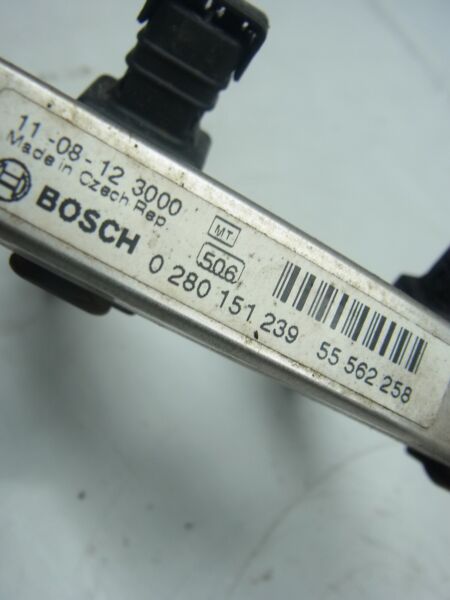 11-08-12 3000
Made in Czech Rep.
BOSCH
MT
506
0 280 151 239
55 562 258